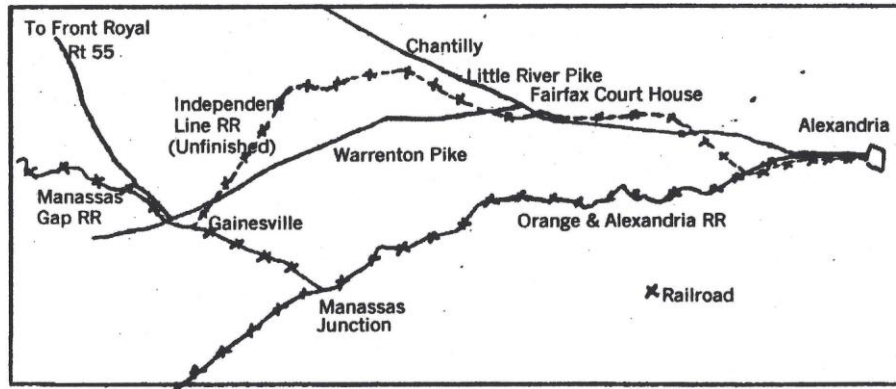 To Front Royal
Rt 55
Chantilly
Little River Pike
Fairfax Court House
Independen
Line RR
(Unfinished)
Alexandria
Warrenton Pike
Manassas
Gap RR
Gainesville
Orange & Alexandria RR
Railroad
Manassas
Junction